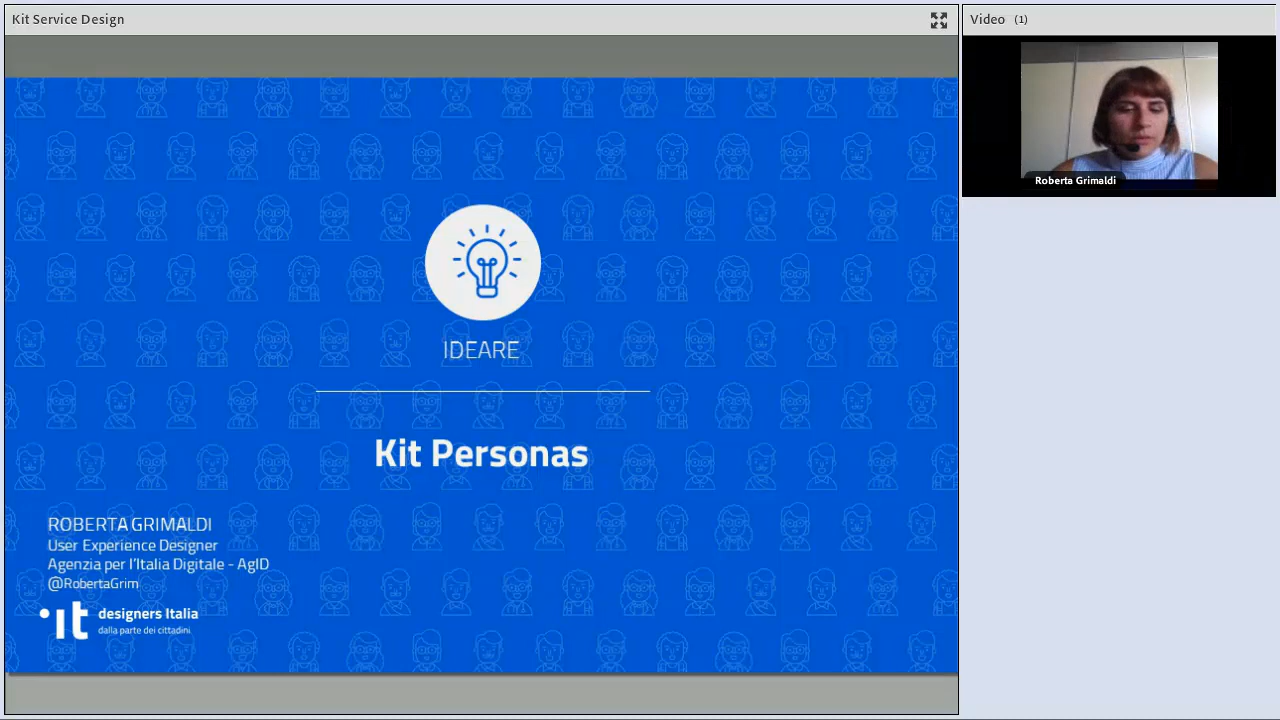 Kit Service Design
Video (1)
Roberta Grimaldi
IDEARE
Kit Personas
ROBERTA GRIMALDI
User Experience Designer
Agenzia per l'Italia Digitale - AgID
@RobertaGrim
designers Italia
dalla parte dei cittadini